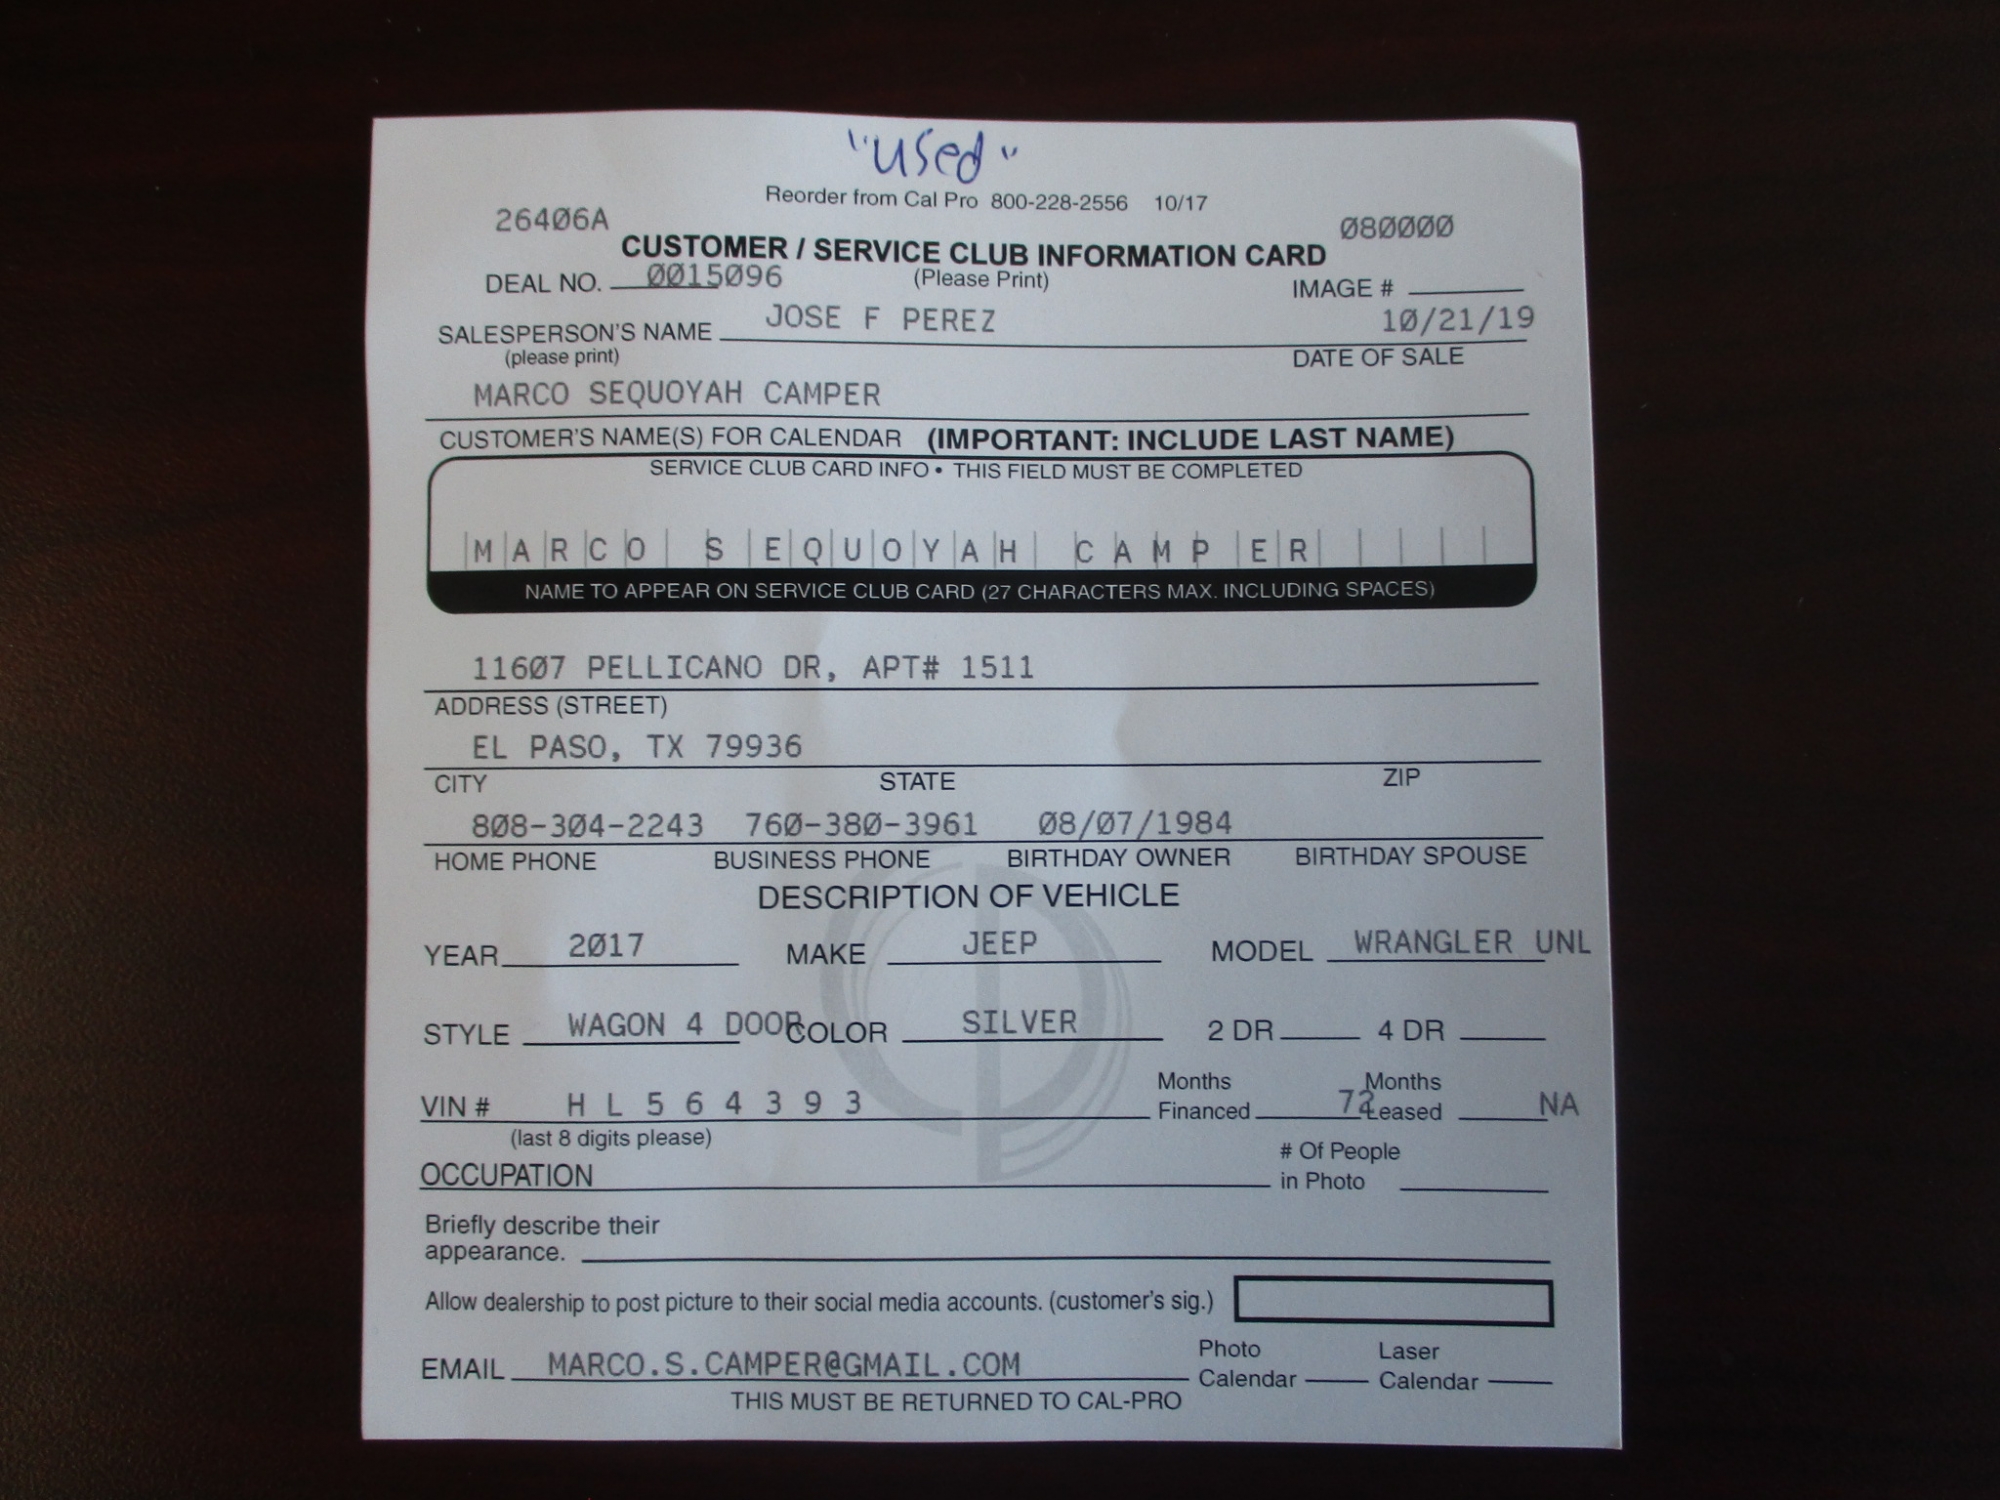 "used"
Reorder from Cal Pro 800-228-2556 10/17
26406A 080000
CUSTOMER / SERVICE CLUB INFORMATION CARD
DEAL NO. 0015096 (Please Print) IMAGE #
SALESPERSON'S NAME JOSE F PEREZ 10/21/19
(please print) DATE OF SALE
MARCO SEQUOYAH CAMPER
CUSTOMER'S NAME(S) FOR CALENDAR (IMPORTANT: INCLUDE LAST NAME)
SERVICE CLUB CARD INFO • THIS FIELD MUST BE COMPLETED
MARCO SEQUOYAH CAMPER
NAME TO APPEAR ON SERVICE CLUB CARD (27 CHARACTERS MAX. INCLUDING SPACES)
11607 PELLICANO DR, APT# 1511
ADDRESS (STREET)
EL PASO, TX 79936
CITY STATE ZIP
808-304-2243 760-380-3961 08/07/1984
HOME PHONE BUSINESS PHONE BIRTHDAY OWNER BIRTHDAY SPOUSE
DESCRIPTION OF VEHICLE
YEAR 2017 MAKE JEEP MODEL WRANGLER UNL
STYLE WAGON 4 DOOR COLOR SILVER 2 DR 4 DR
Months Months
VIN # H L 5 6 4 3 9 3 Financed 72 Leased NA
(last 8 digits please)
# Of People
OCCUPATION in Photo
Briefly describe their
appearance.
Allow dealership to post picture to their social media accounts. (customer's sig.)
Photo Laser
EMAIL MARCO.S.CAMPER@GMAIL.COM Calendar Calendar
THIS MUST BE RETURNED TO CAL-PRO